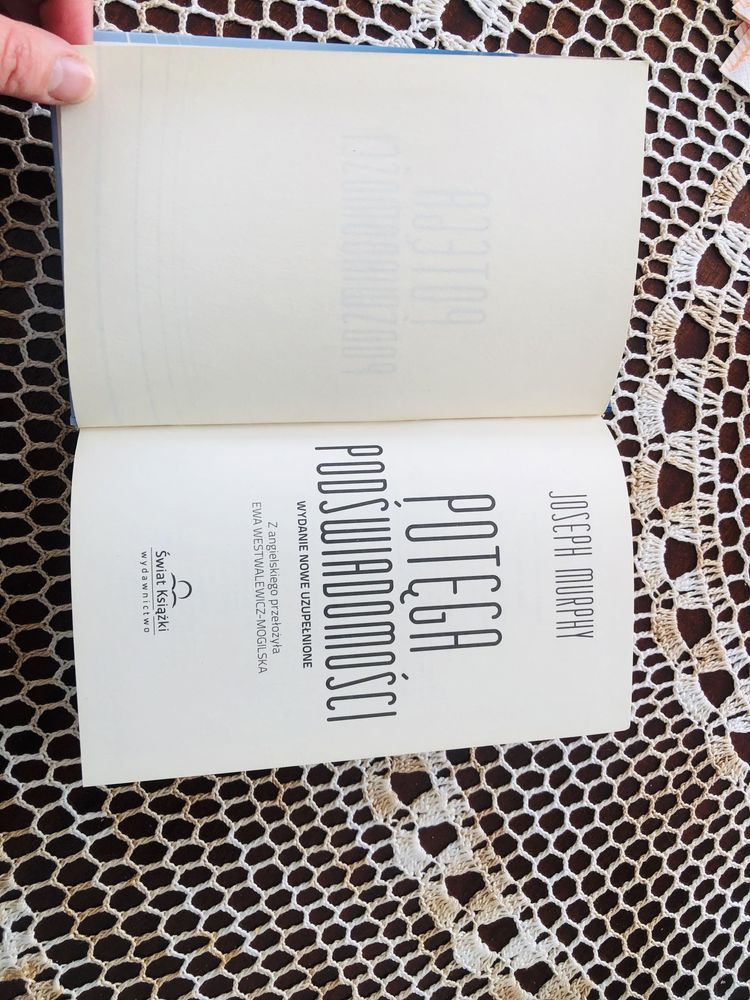 JOSEPH MURPHY
POTĘGA
PODŚWIADOMOŚCI
WYDANIE NOWE UZUPEŁNIONE
Z angielskiego przełożyła
EWA WESTWALEWICZ-MOGILSKA
Świat Książki
wydawnictwo